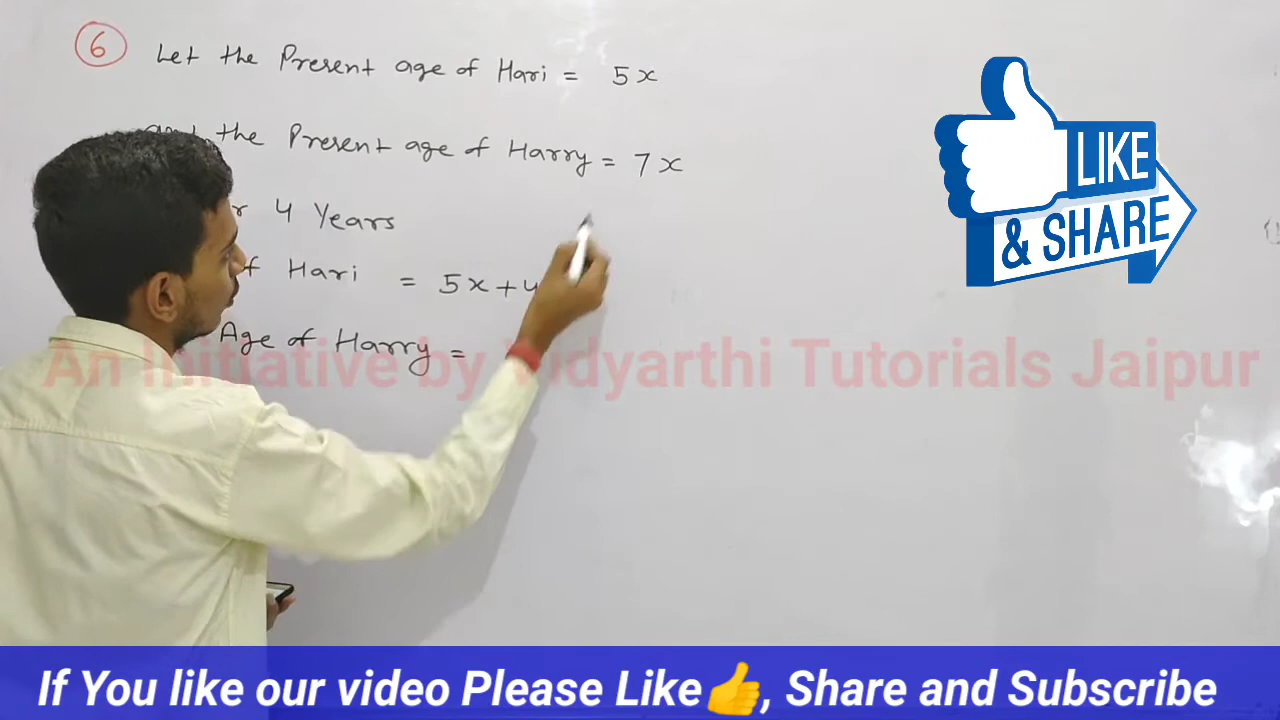 6 Let the Present age of Hari = 5x
the Present age of Harry = 7x
4 Years
Hari = 5x+4
Age of Harry =
LIKE
& SHARE
An Initiative by Vidyarthi Tutorials Jaipur
If You like our video Please Like👍, Share and Subscribe